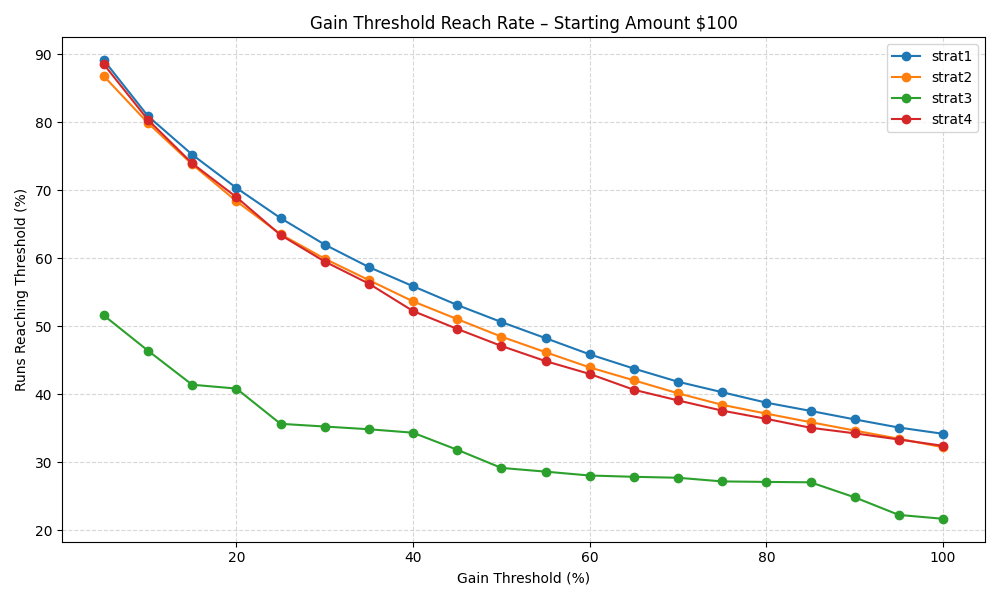 Gain Threshold Reach Rate – Starting Amount $100
strat1
strat2
strat3
strat4
Runs Reaching Threshold (%)
90
80
70
60
50
40
30
20
20 40 60 80 100
Gain Threshold (%)